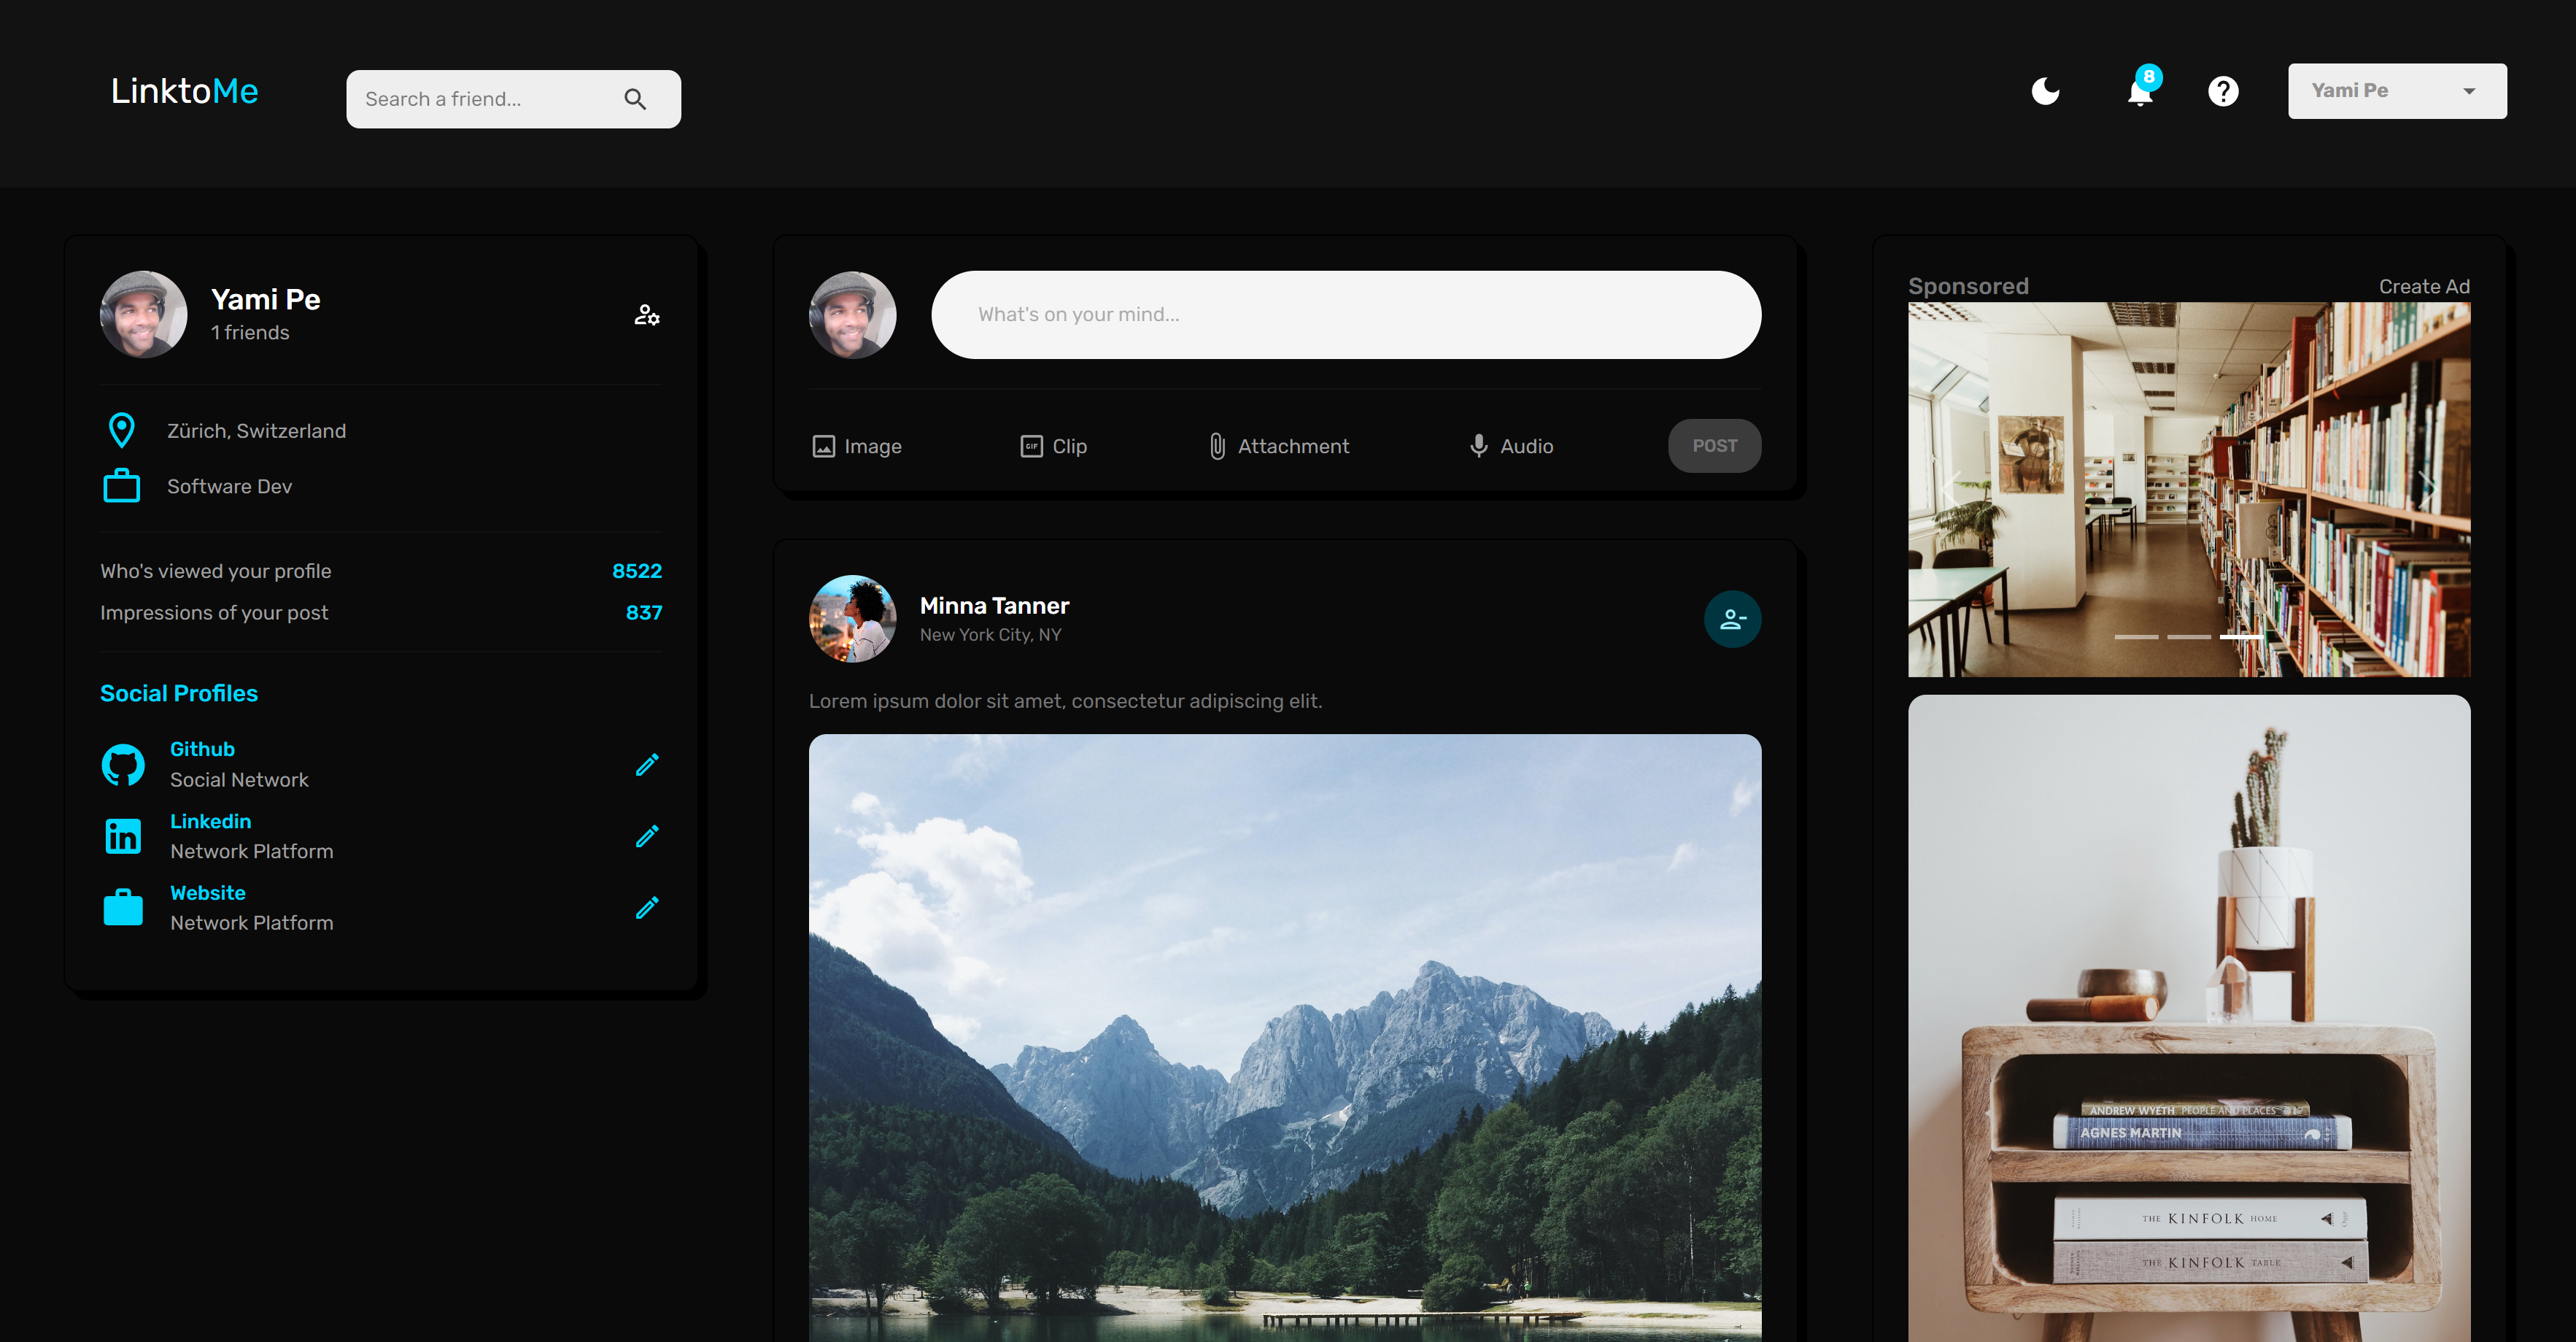 LinktoMe
Search a friend...
8
Yami Pe
Yami Pe
1 friends
Zürich, Switzerland
Software Dev
Who's viewed your profile 8522
Impressions of your post 837
Social Profiles
Github
Social Network
Linkedin
Network Platform
Website
Network Platform
What's on your mind...
Image
GIF
Clip
Attachment
Audio
POST
Minna Tanner
New York City, NY
Lorem ipsum dolor sit amet, consectetur adipiscing elit.
Sponsored
Create Ad
ANDREW WYETH PEOPLE AND PLACES
AGNES MARTIN
THE KINFOLK HOME
THE KINFOLK TABLE